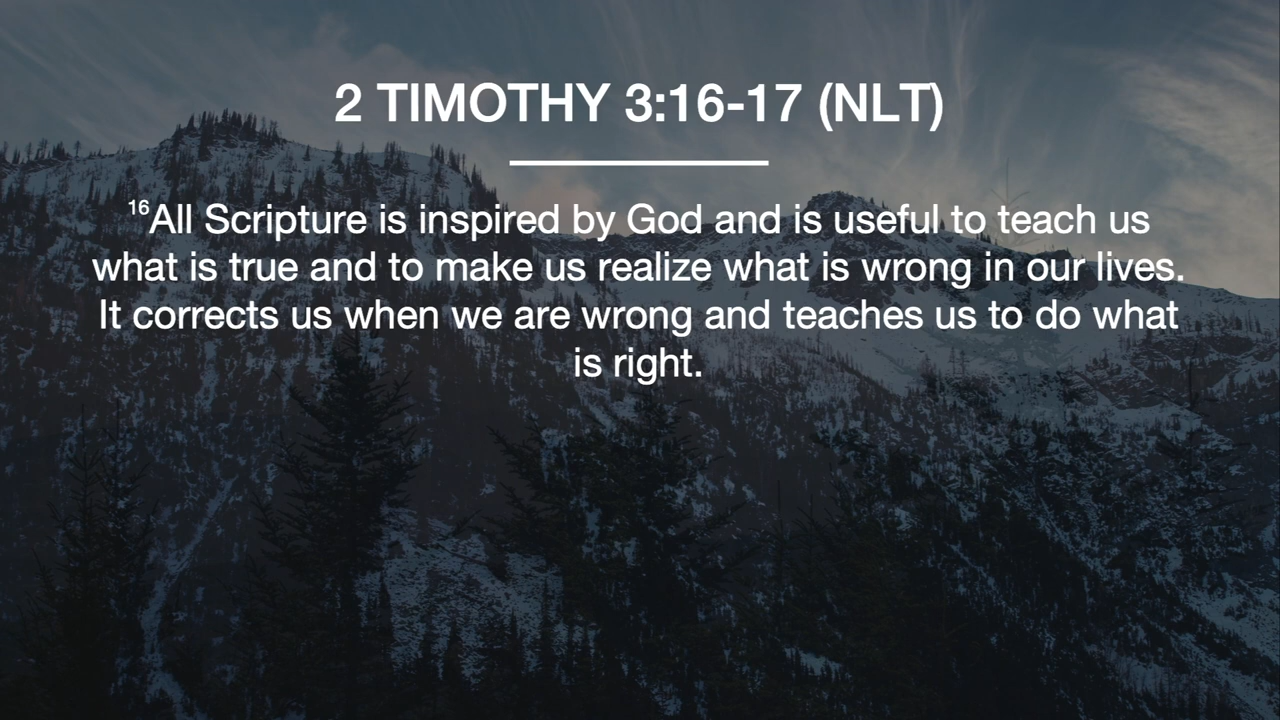 2 TIMOTHY 3:16-17 (NLT)
16All Scripture is inspired by God and is useful to teach us
what is true and to make us realize what is wrong in our lives.
It corrects us when we are wrong and teaches us to do what
is right.